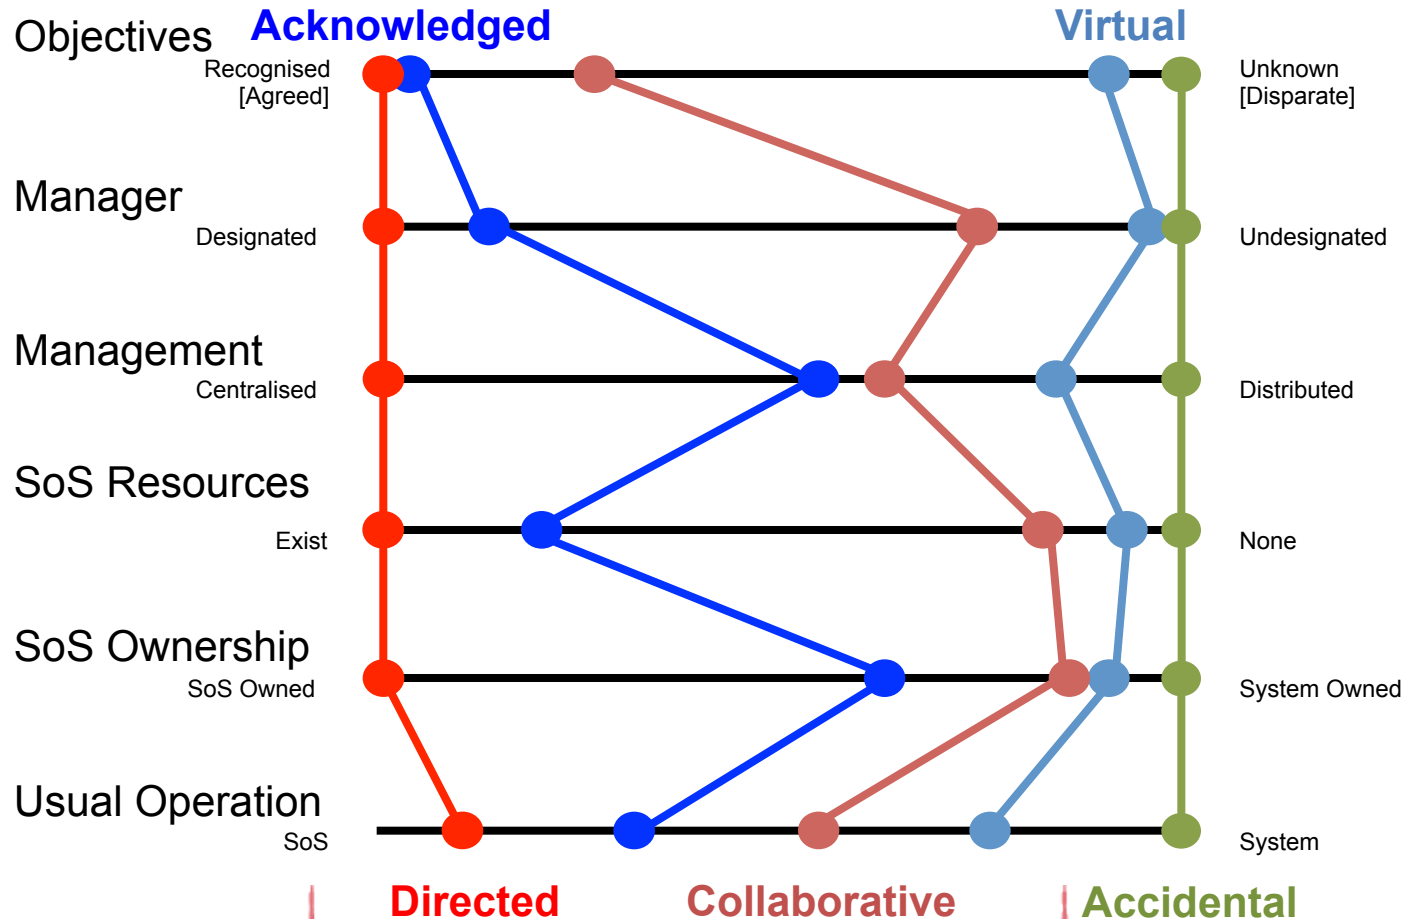 Objectives
Acknowledged
Virtual
Recognised
[Agreed]
Unknown
[Disparate]
Manager
Designated
Undesignated
Management
Centralised
Distributed
SoS Resources
Exist
None
SoS Ownership
SoS Owned
System Owned
Usual Operation
SoS
System
Directed
Collaborative
Accidental